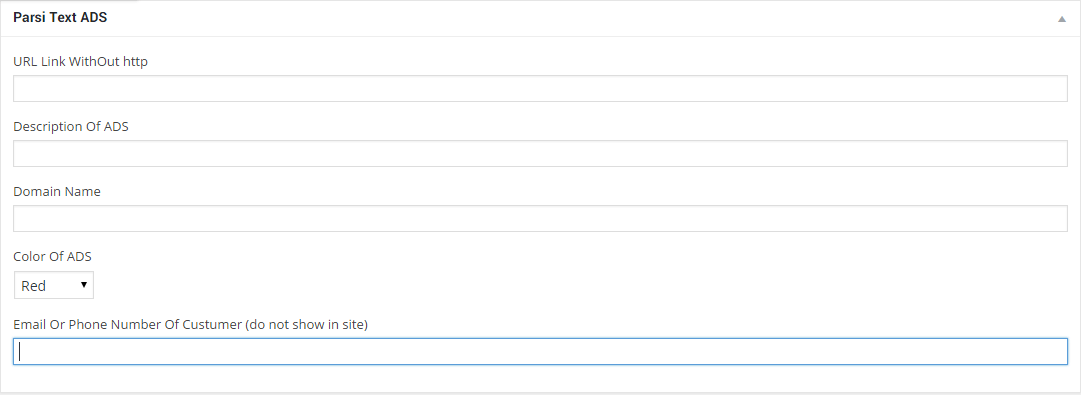 Parsi Text ADS
URL Link WithOut http
Description Of ADS
Domain Name
Color Of ADS
Red
Email Or Phone Number Of Custumer (do not show in site)